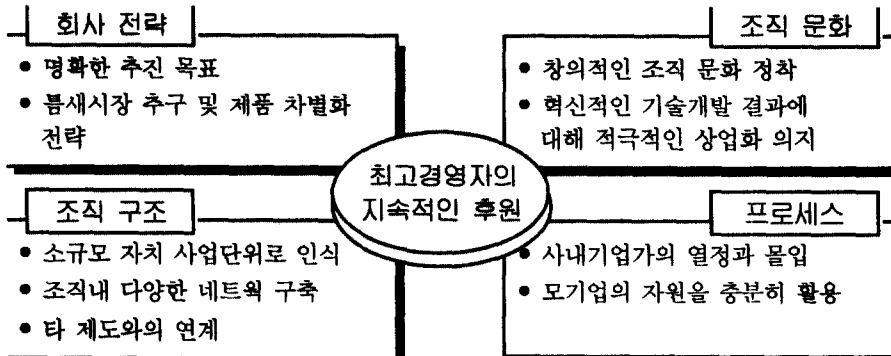 회사 전략
• 명확한 추진 목표
• 틈새시장 추구 및 제품 차별화
전략
조직 문화
• 창의적인 조직 문화 정착
• 혁신적인 기술개발 결과에
대해 적극적인 상업화 의지
최고경영자의
지속적인 후원
조직 구조
• 소규모 자치 사업단위로 인식
• 조직내 다양한 네트웍 구축
• 타 제도와의 연계
프로세스
• 사내기업가의 열정과 몰입
• 모기업의 자원을 충분히 활용